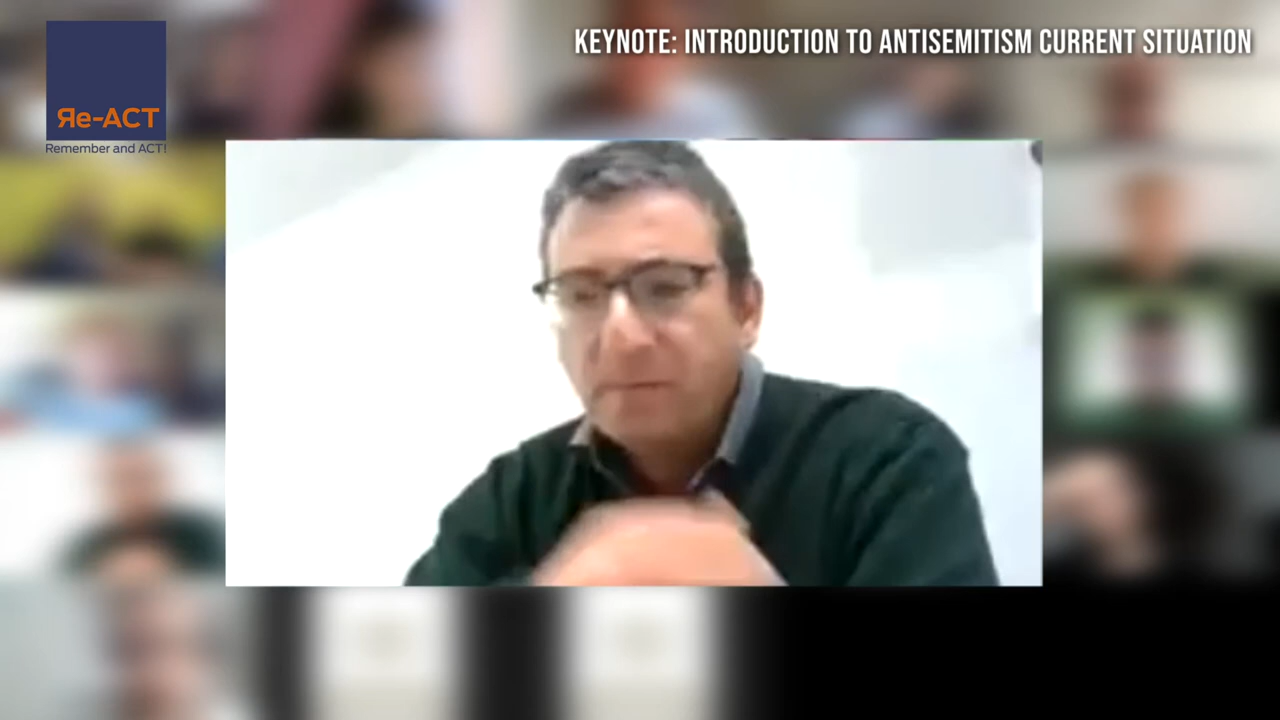 KEYNOTE: INTRODUCTION TO ANTISEMITISM CURRENT SITUATION
Яe-ACT
Remember and ACT!